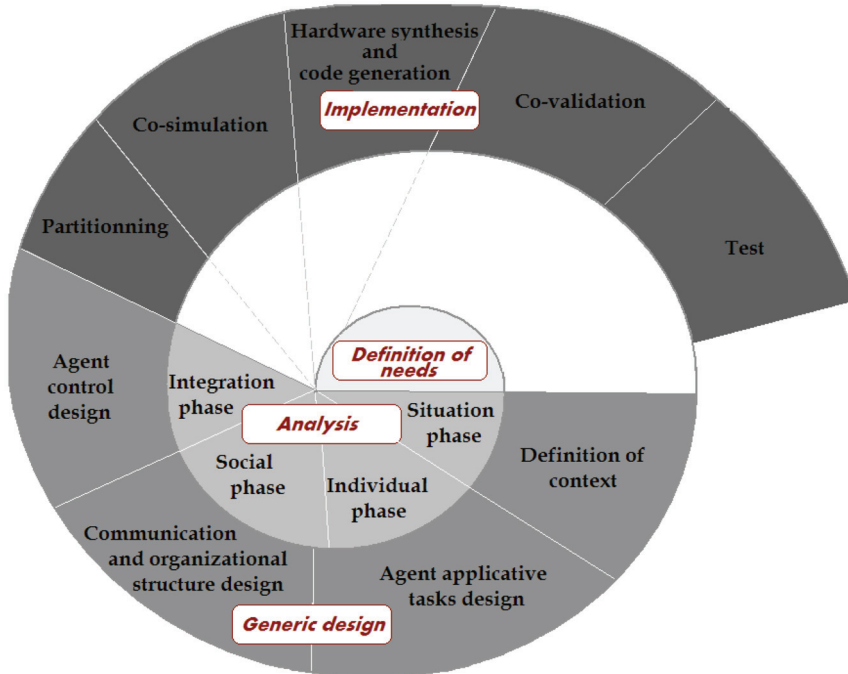 Hardware synthesis
and
code generation
Implementation
Co-validation
Co-simulation
Partitionning
Test
Definition of
needs
Agent
control
design
Integration
phase
Analysis
Situation
phase
Social
phase
Individual
phase
Definition of
context
Communication
and organizational
structure design
Agent applicative
tasks design
Generic design